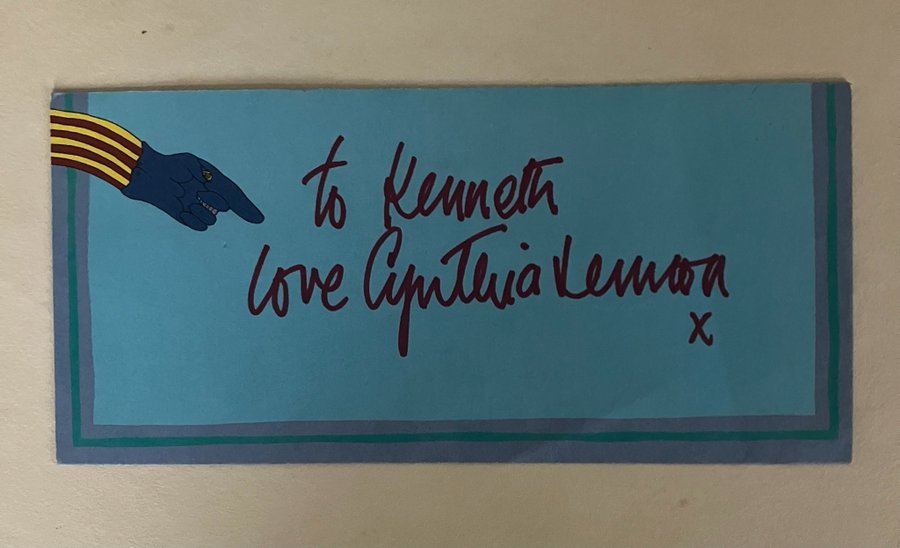 to Kenneth
love Cynthia Lennon
x